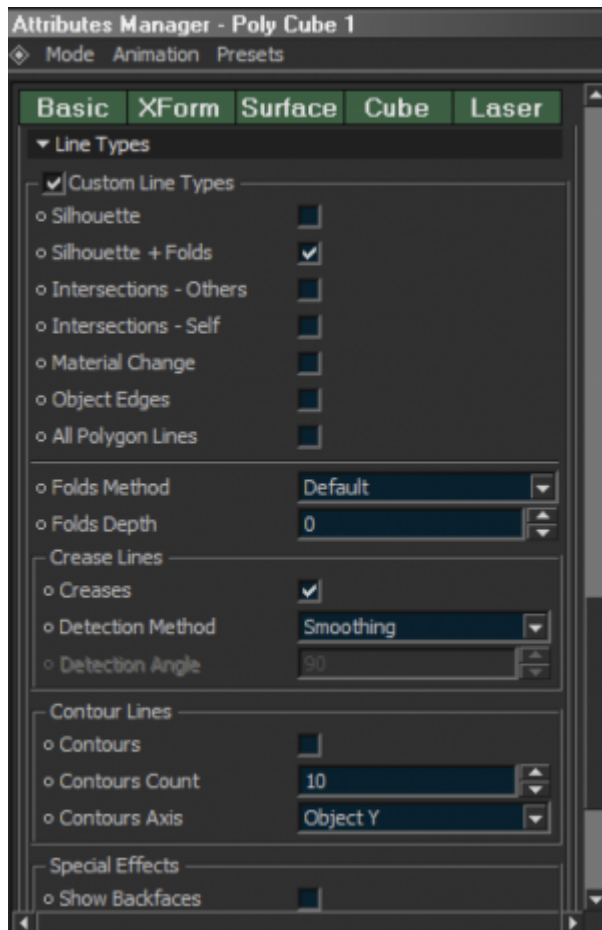 Attributes Manager - Poly Cube 1
Mode Animation Presets
Basic XForm Surface Cube Laser
Line Types
Custom Line Types
Silhouette
Silhouette + Folds
Intersections - Others
Intersections - Self
Material Change
Object Edges
All Polygon Lines
Folds Method Default
Folds Depth 0
Crease Lines
Creases
Detection Method Smoothing
Detection Angle 90
Contour Lines
Contours
Contours Count 10
Contours Axis Object Y
Special Effects
Show Backfaces